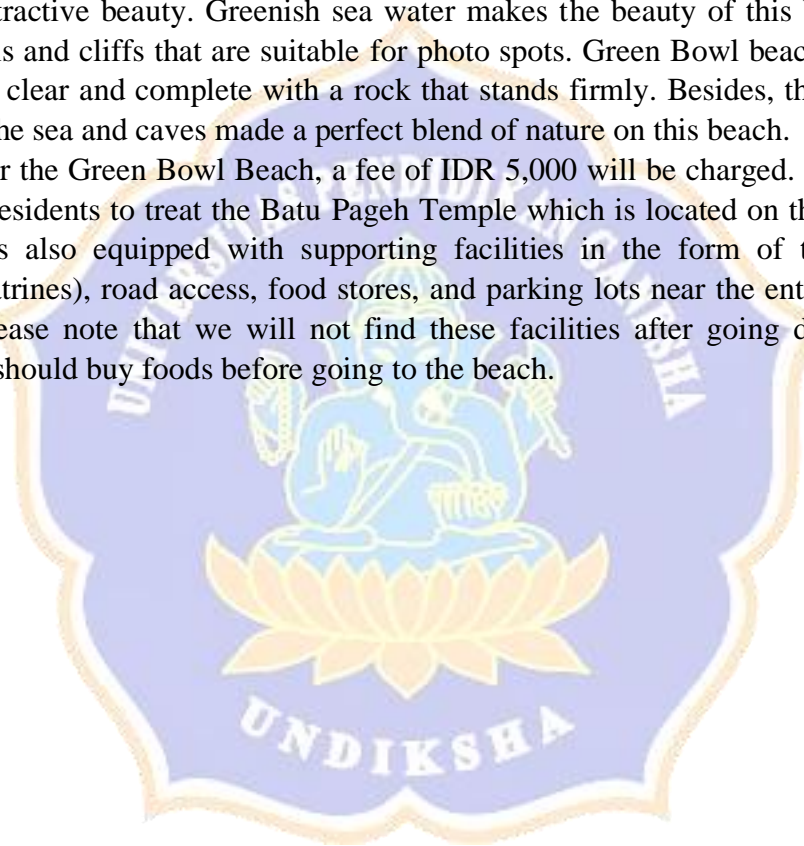 tractive beauty. Greenish sea water makes the beauty of this
s and cliffs that are suitable for photo spots. Green Bowl beac
clear and complete with a rock that stands firmly. Besides, th
he sea and caves made a perfect blend of nature on this beach.
r the Green Bowl Beach, a fee of IDR 5,000 will be charged.
esidents to treat the Batu Pageh Temple which is located on th
s also equipped with supporting facilities in the form of t
trines), road access, food stores, and parking lots near the ent
ease note that we will not find these facilities after going d
should buy foods before going to the beach.
UNIVERSITAS PENDIDIKAN GANESHA
UNDIKSHA